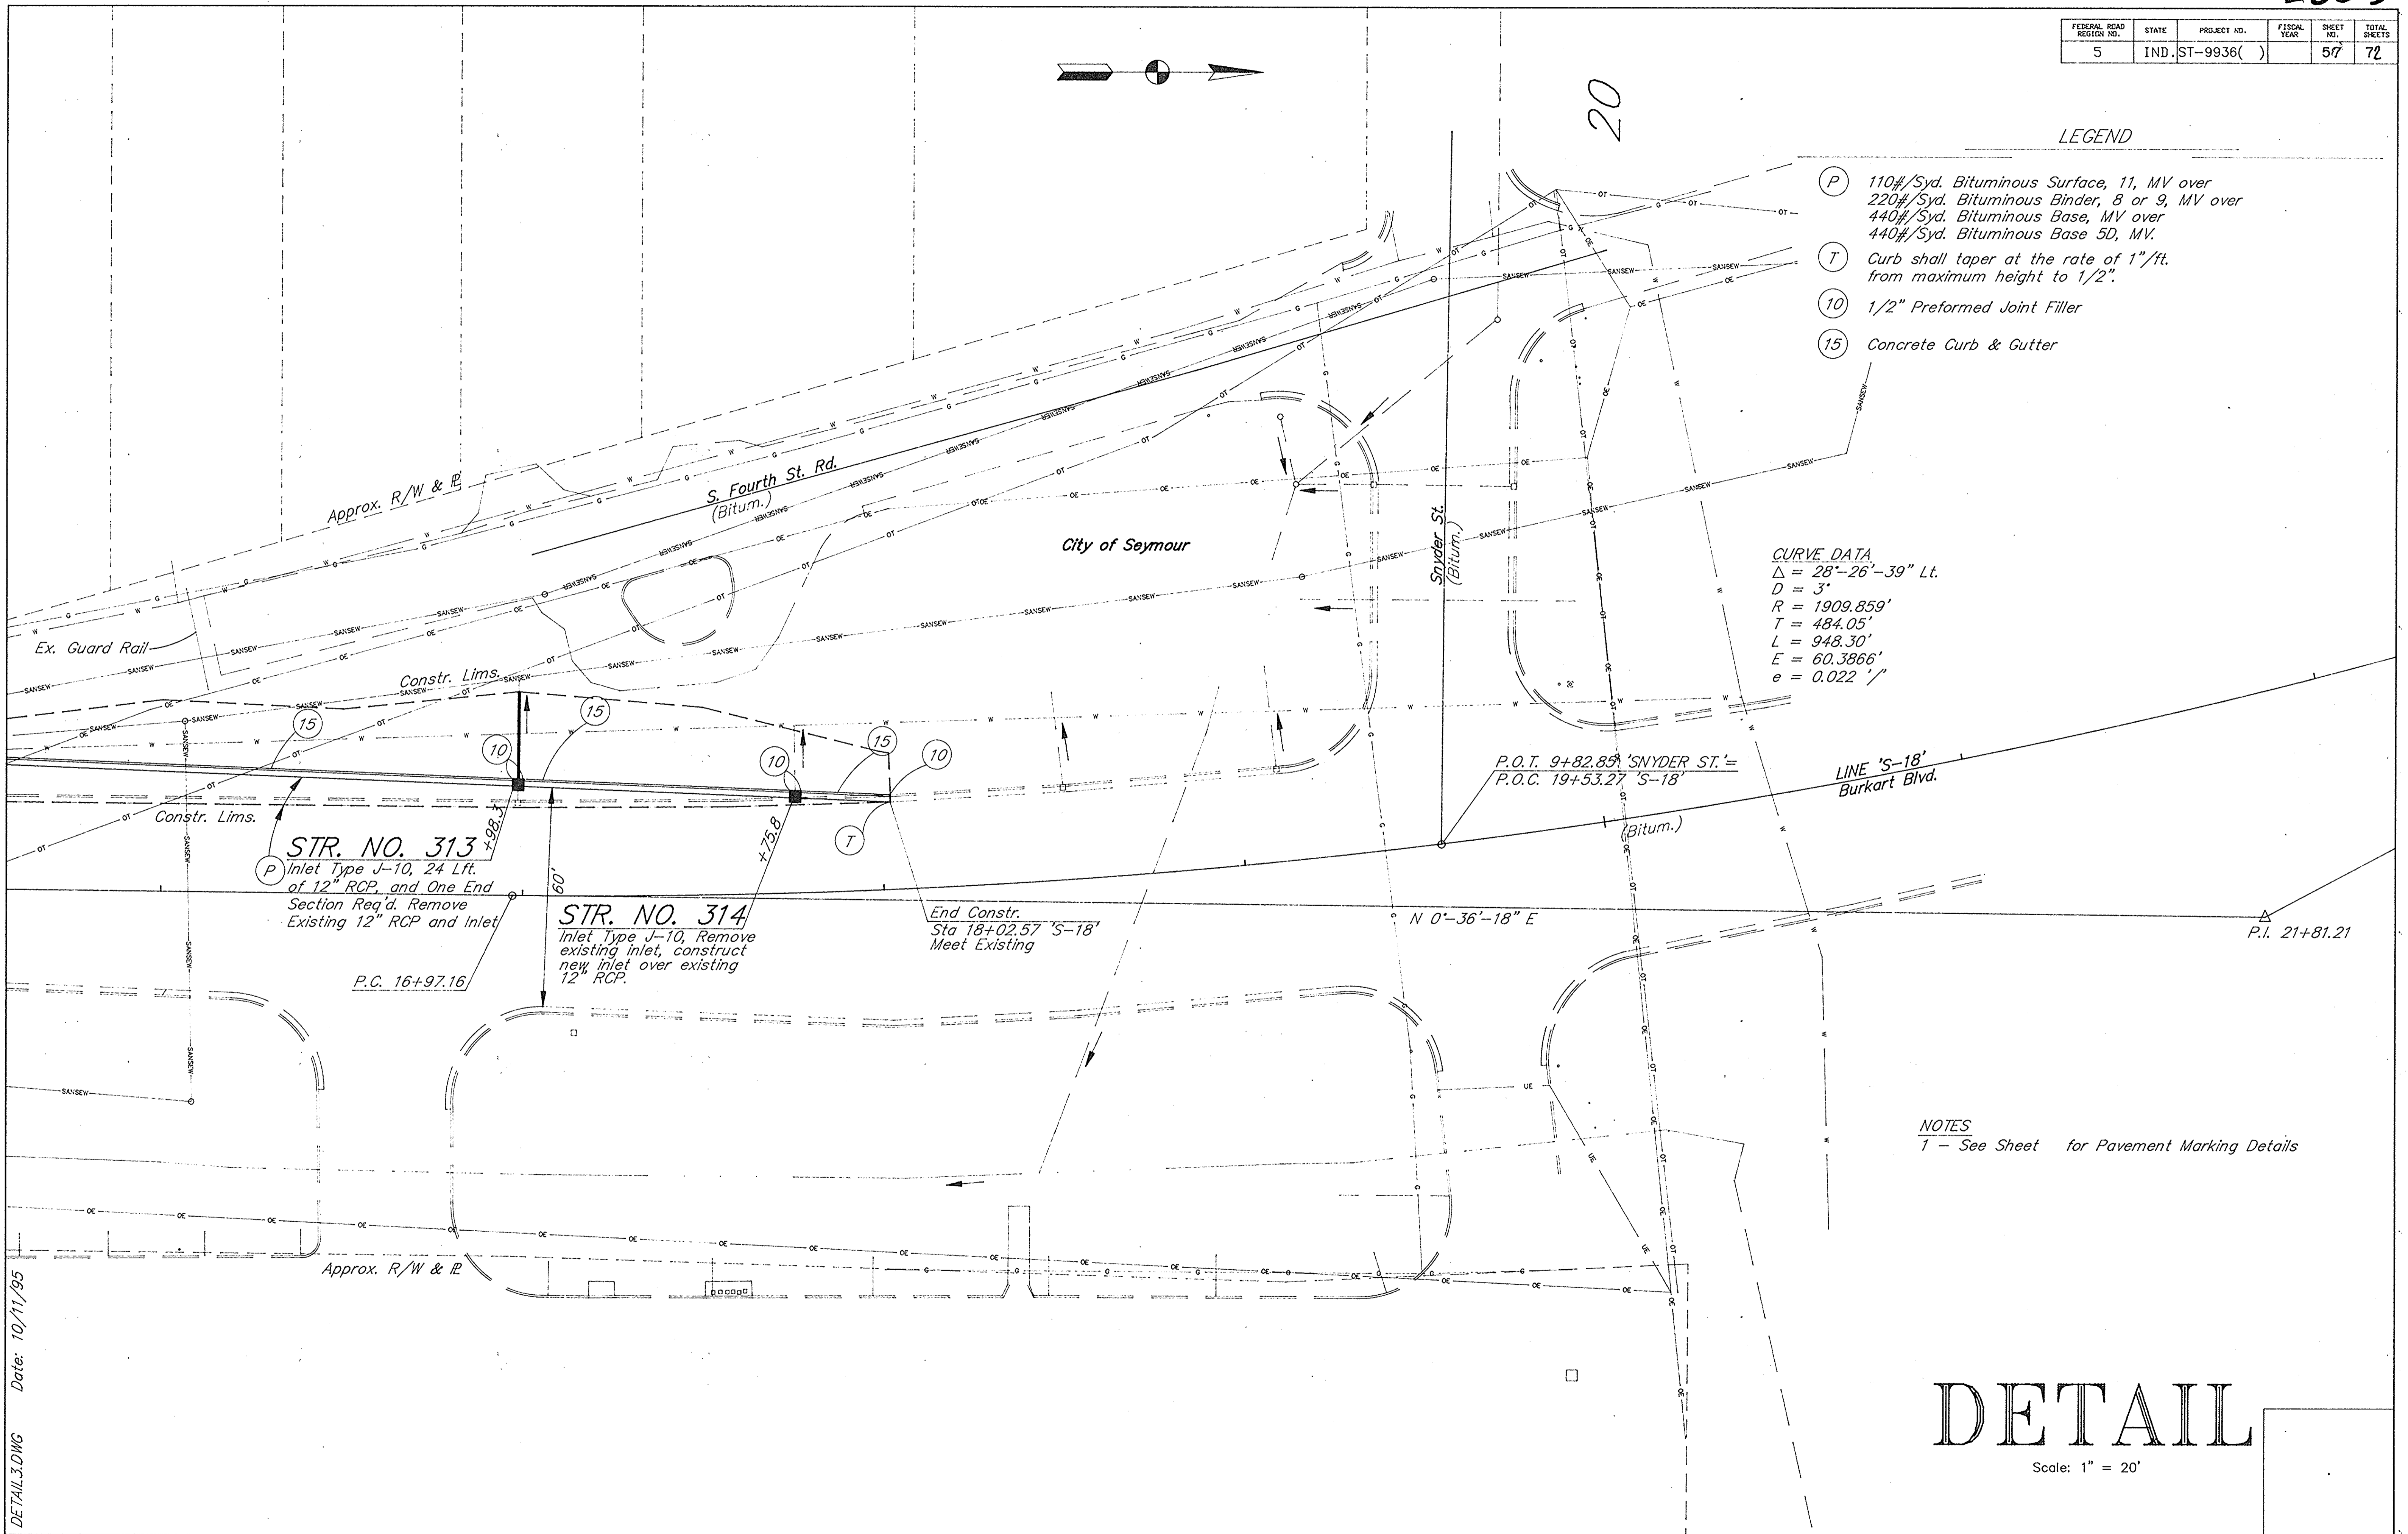 FEDERAL ROAD REGION NO. STATE PROJECT NO. FISCAL YEAR SHEET NO. TOTAL SHEETS
5 IND. ST-9936( ) 57 72
20
LEGEND
P 110#/Syd. Bituminous Surface, 11, MV over
220#/Syd. Bituminous Binder, 8 or 9, MV over
440#/Syd. Bituminous Base, MV over
440#/Syd. Bituminous Base 5D, MV.
T Curb shall taper at the rate of 1"/ft.
from maximum height to 1/2".
10 1/2" Preformed Joint Filler
15 Concrete Curb & Gutter
Approx. R/W & PL
S. Fourth St. Rd.
(Bitum.)
City of Seymour
Snyder St.
(Bitum.)
CURVE DATA
Δ = 28°-26'-39" Lt.
D = 3°
R = 1909.859'
T = 484.05'
L = 948.30'
E = 60.3866'
e = 0.022 '/'
Ex. Guard Rail
Constr. Lims.
15
15
10
10
15
10
T
P
Constr. Lims.
+98.3
+75.8
60'
STR. NO. 313
Inlet Type J-10, 24 Lft.
of 12" RCP, and One End
Section Req'd. Remove
Existing 12" RCP and Inlet
P.C. 16+97.16
STR. NO. 314
Inlet Type J-10, Remove
existing inlet, construct
new inlet over existing
12" RCP.
End Constr.
Sta 18+02.57 'S-18'
Meet Existing
P.O.T. 9+82.85 'SNYDER ST.'=
P.O.C. 19+53.27 'S-18'
LINE 'S-18'
Burkart Blvd.
(Bitum.)
N 0°-36'-18" E
P.I. 21+81.21
Approx. R/W & PL
NOTES
1 - See Sheet for Pavement Marking Details
DETAIL
Scale: 1" = 20'
DETAIL3.DWG Date: 10/11/95